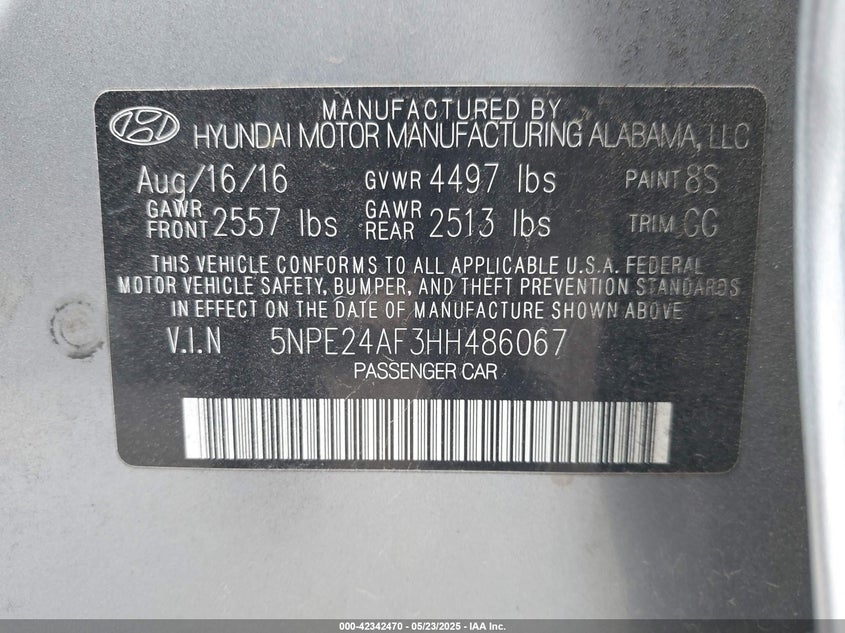 MANUFACTURED BY
HYUNDAI MOTOR MANUFACTURING ALABAMA, LLC
Aug/16/16 GVWR 4497 lbs PAINT 8S
GAWR FRONT 2557 lbs GAWR REAR 2513 lbs TRIM GG
THIS VEHICLE CONFORMS TO ALL APPLICABLE U.S.A. FEDERAL
MOTOR VEHICLE SAFETY, BUMPER, AND THEFT PREVENTION STANDARDS
IN EFFECT ON THE DATE OF MANUFACTURE SHOWN ABOVE
V.I.N 5NPE24AF3HH486067
PASSENGER CAR
000-42342470 - 05/23/2025 - IAA Inc.